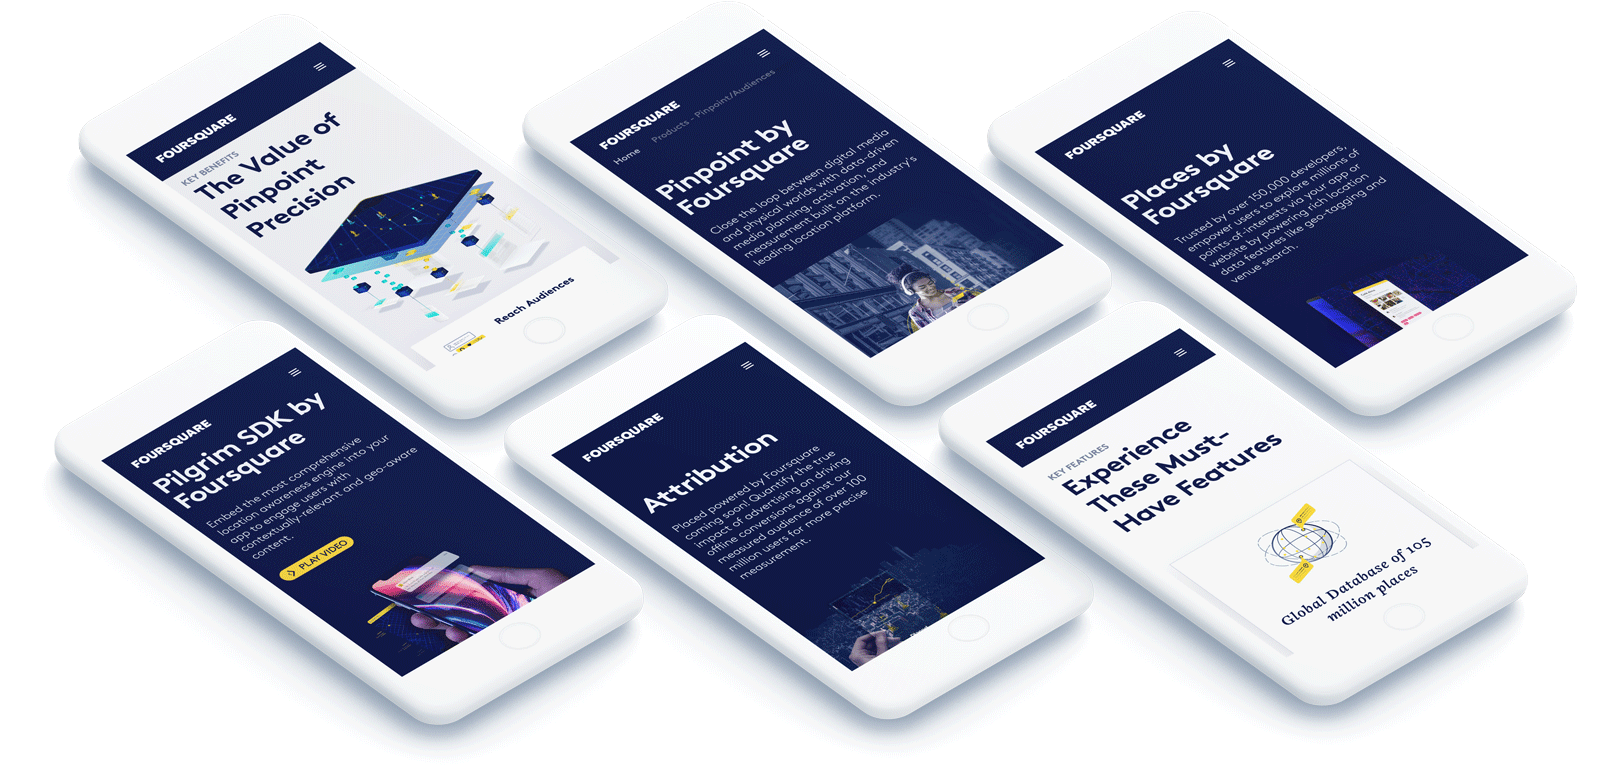 FOURSQUARE
KEY BENEFITS
The Value of
Pinpoint
Precision
Reach Audiences
FOURSQUARE
Home
Products - Pinpoint/Audiences
Pinpoint by
Foursquare
Close the loop between digital media
and physical worlds with data-driven
media planning, activation, and
measurement built on the industry's
leading location platform.
FOURSQUARE
Places by
Foursquare
Trusted by over 150,000 developers,
empower users to explore millions of
points-of-interests via your app or
website by powering rich location
data features like geo-tagging and
venue search.
FOURSQUARE
Pilgrim SDK by
Foursquare
Embed the most comprehensive
location awareness engine into your
app to engage users with
contextually-relevant and geo-aware
content.
PLAY VIDEO
FOURSQUARE
Attribution
Placed powered by Foursquare
coming soon! Quantify the true
impact of advertising on driving
offline conversions against our
measured audience of over 100
million users for more precise
measurement.
FOURSQUARE
KEY FEATURES
Experience
These Must-
Have Features
Global Database of 105
million places